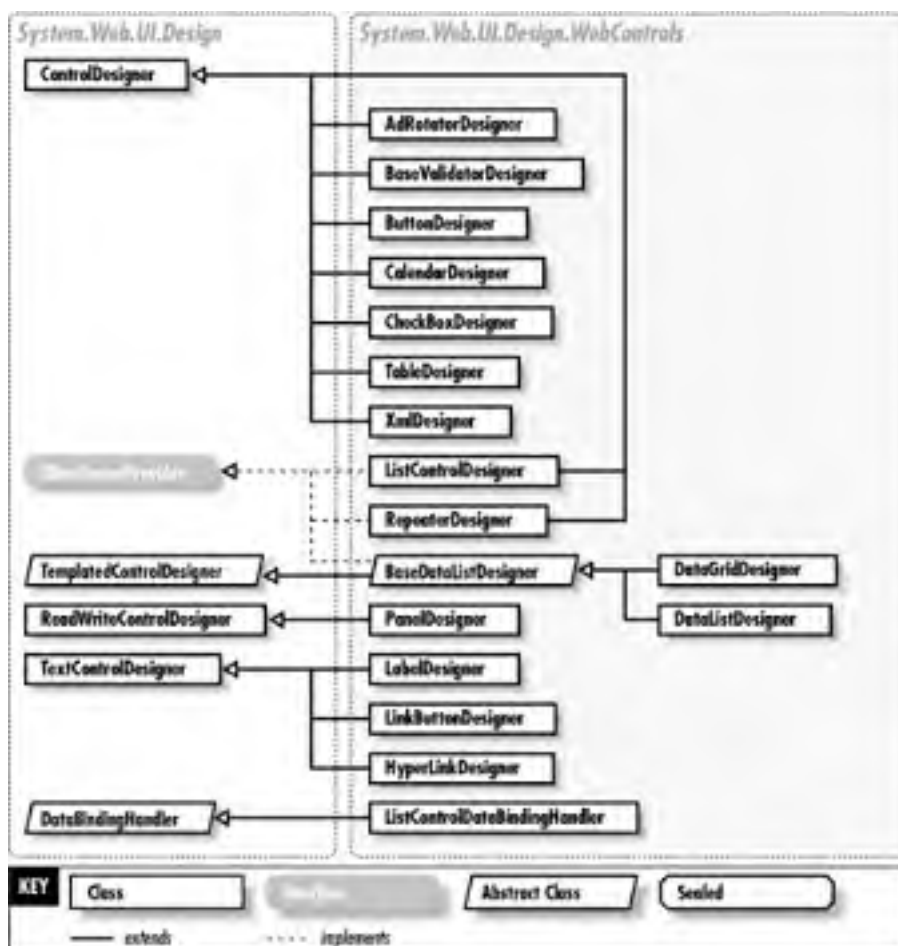 System.Web.UI.Design
System.Web.UI.Design.WebControls
ControlDesigner
AdRotatorDesigner
BaseValidatorDesigner
ButtonDesigner
CalendarDesigner
CheckBoxDesigner
TableDesigner
XmlDesigner
ListControlDesigner
RepeaterDesigner
TemplatedControlDesigner
BaseDataListDesigner
DataGridDesigner
ReadWriteControlDesigner
PanelDesigner
DataListDesigner
TextControlDesigner
LabelDesigner
LinkButtonDesigner
HyperLinkDesigner
DataBindingHandler
ListControlDataBindingHandler
KEY
Class
Abstract Class
Sealed
extends
implements